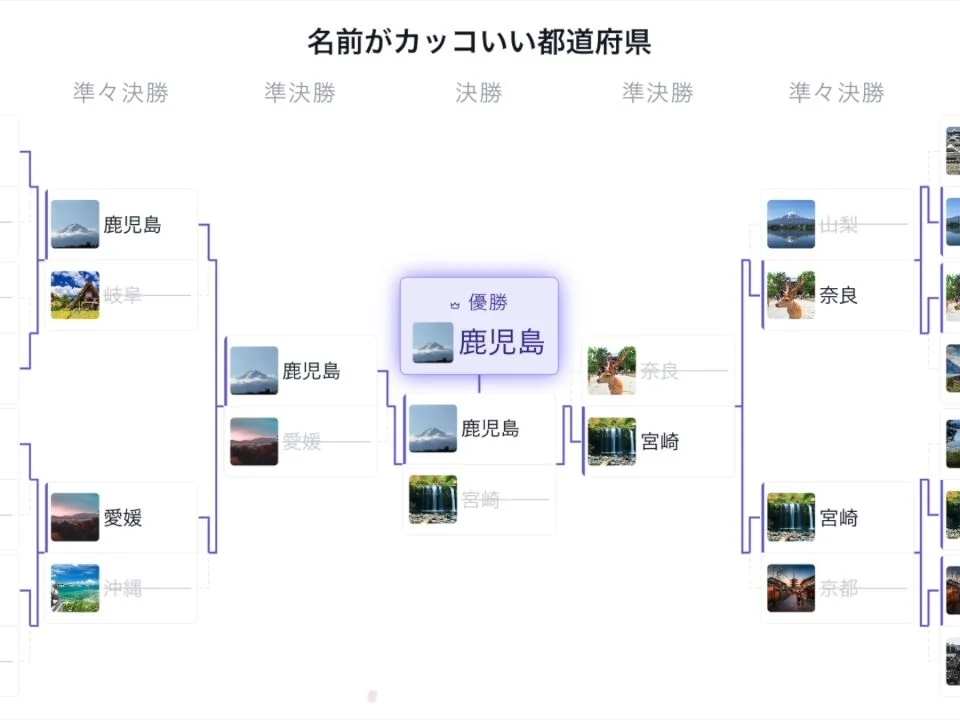 名前がカッコいい都道府県
準々決勝
準決勝
決勝
準決勝
準々決勝
鹿児島
岐阜
愛媛
沖縄
鹿児島
愛媛
優勝
鹿児島
鹿児島
宮崎
奈良
宮崎
山梨
奈良
宮崎
京都